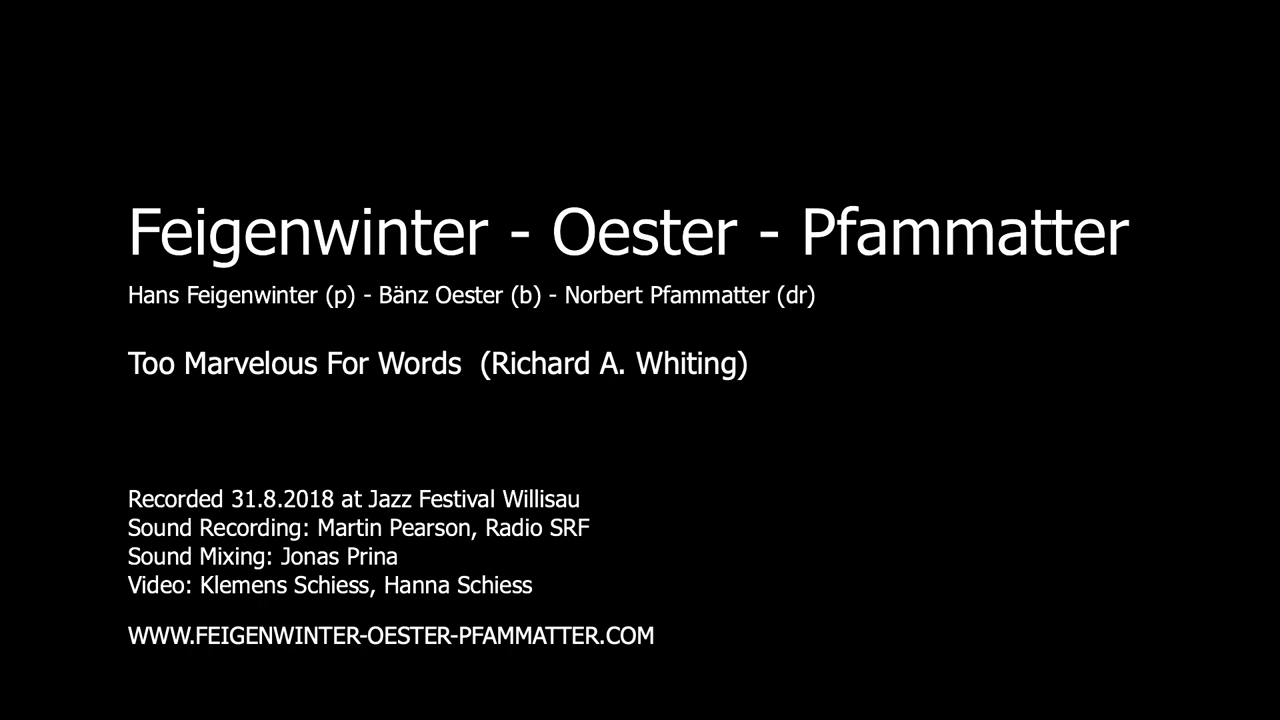 Feigenwinter - Oester - Pfammatter
Hans Feigenwinter (p) - Bänz Oester (b) - Norbert Pfammatter (dr)
Too Marvelous For Words  (Richard A. Whiting)
Recorded 31.8.2018 at Jazz Festival Willisau
Sound Recording: Martin Pearson, Radio SRF
Sound Mixing: Jonas Prina
Video: Klemens Schiess, Hanna Schiess
WWW.FEIGENWINTER-OESTER-PFAMMATTER.COM